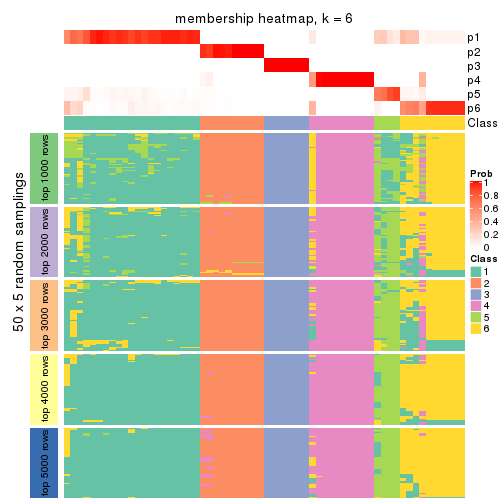 membership heatmap, k = 6
p1
p2
p3
p4
p5
p6
Class
50 x 5 random samplings
top 1000 rows
top 2000 rows
top 3000 rows
top 4000 rows
top 5000 rows
Prob
1
0.8
0.6
0.4
0.2
0
Class
1
2
3
4
5
6